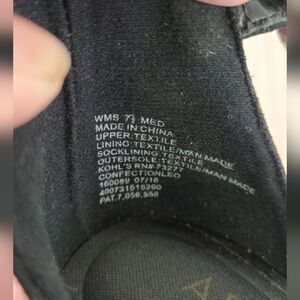 WMS 7½ MED
MADE IN CHINA
UPPER:TEXTILE
LINING:TEXTILE/MAN MADE
SOCKLINING:TEXTILE
OUTERSOLE:TEXTILE/MAN MADE
KOHL'S RN# 73277
CONFECTIONLEO
160089 07/16
400731515390
PAT.7,056,558